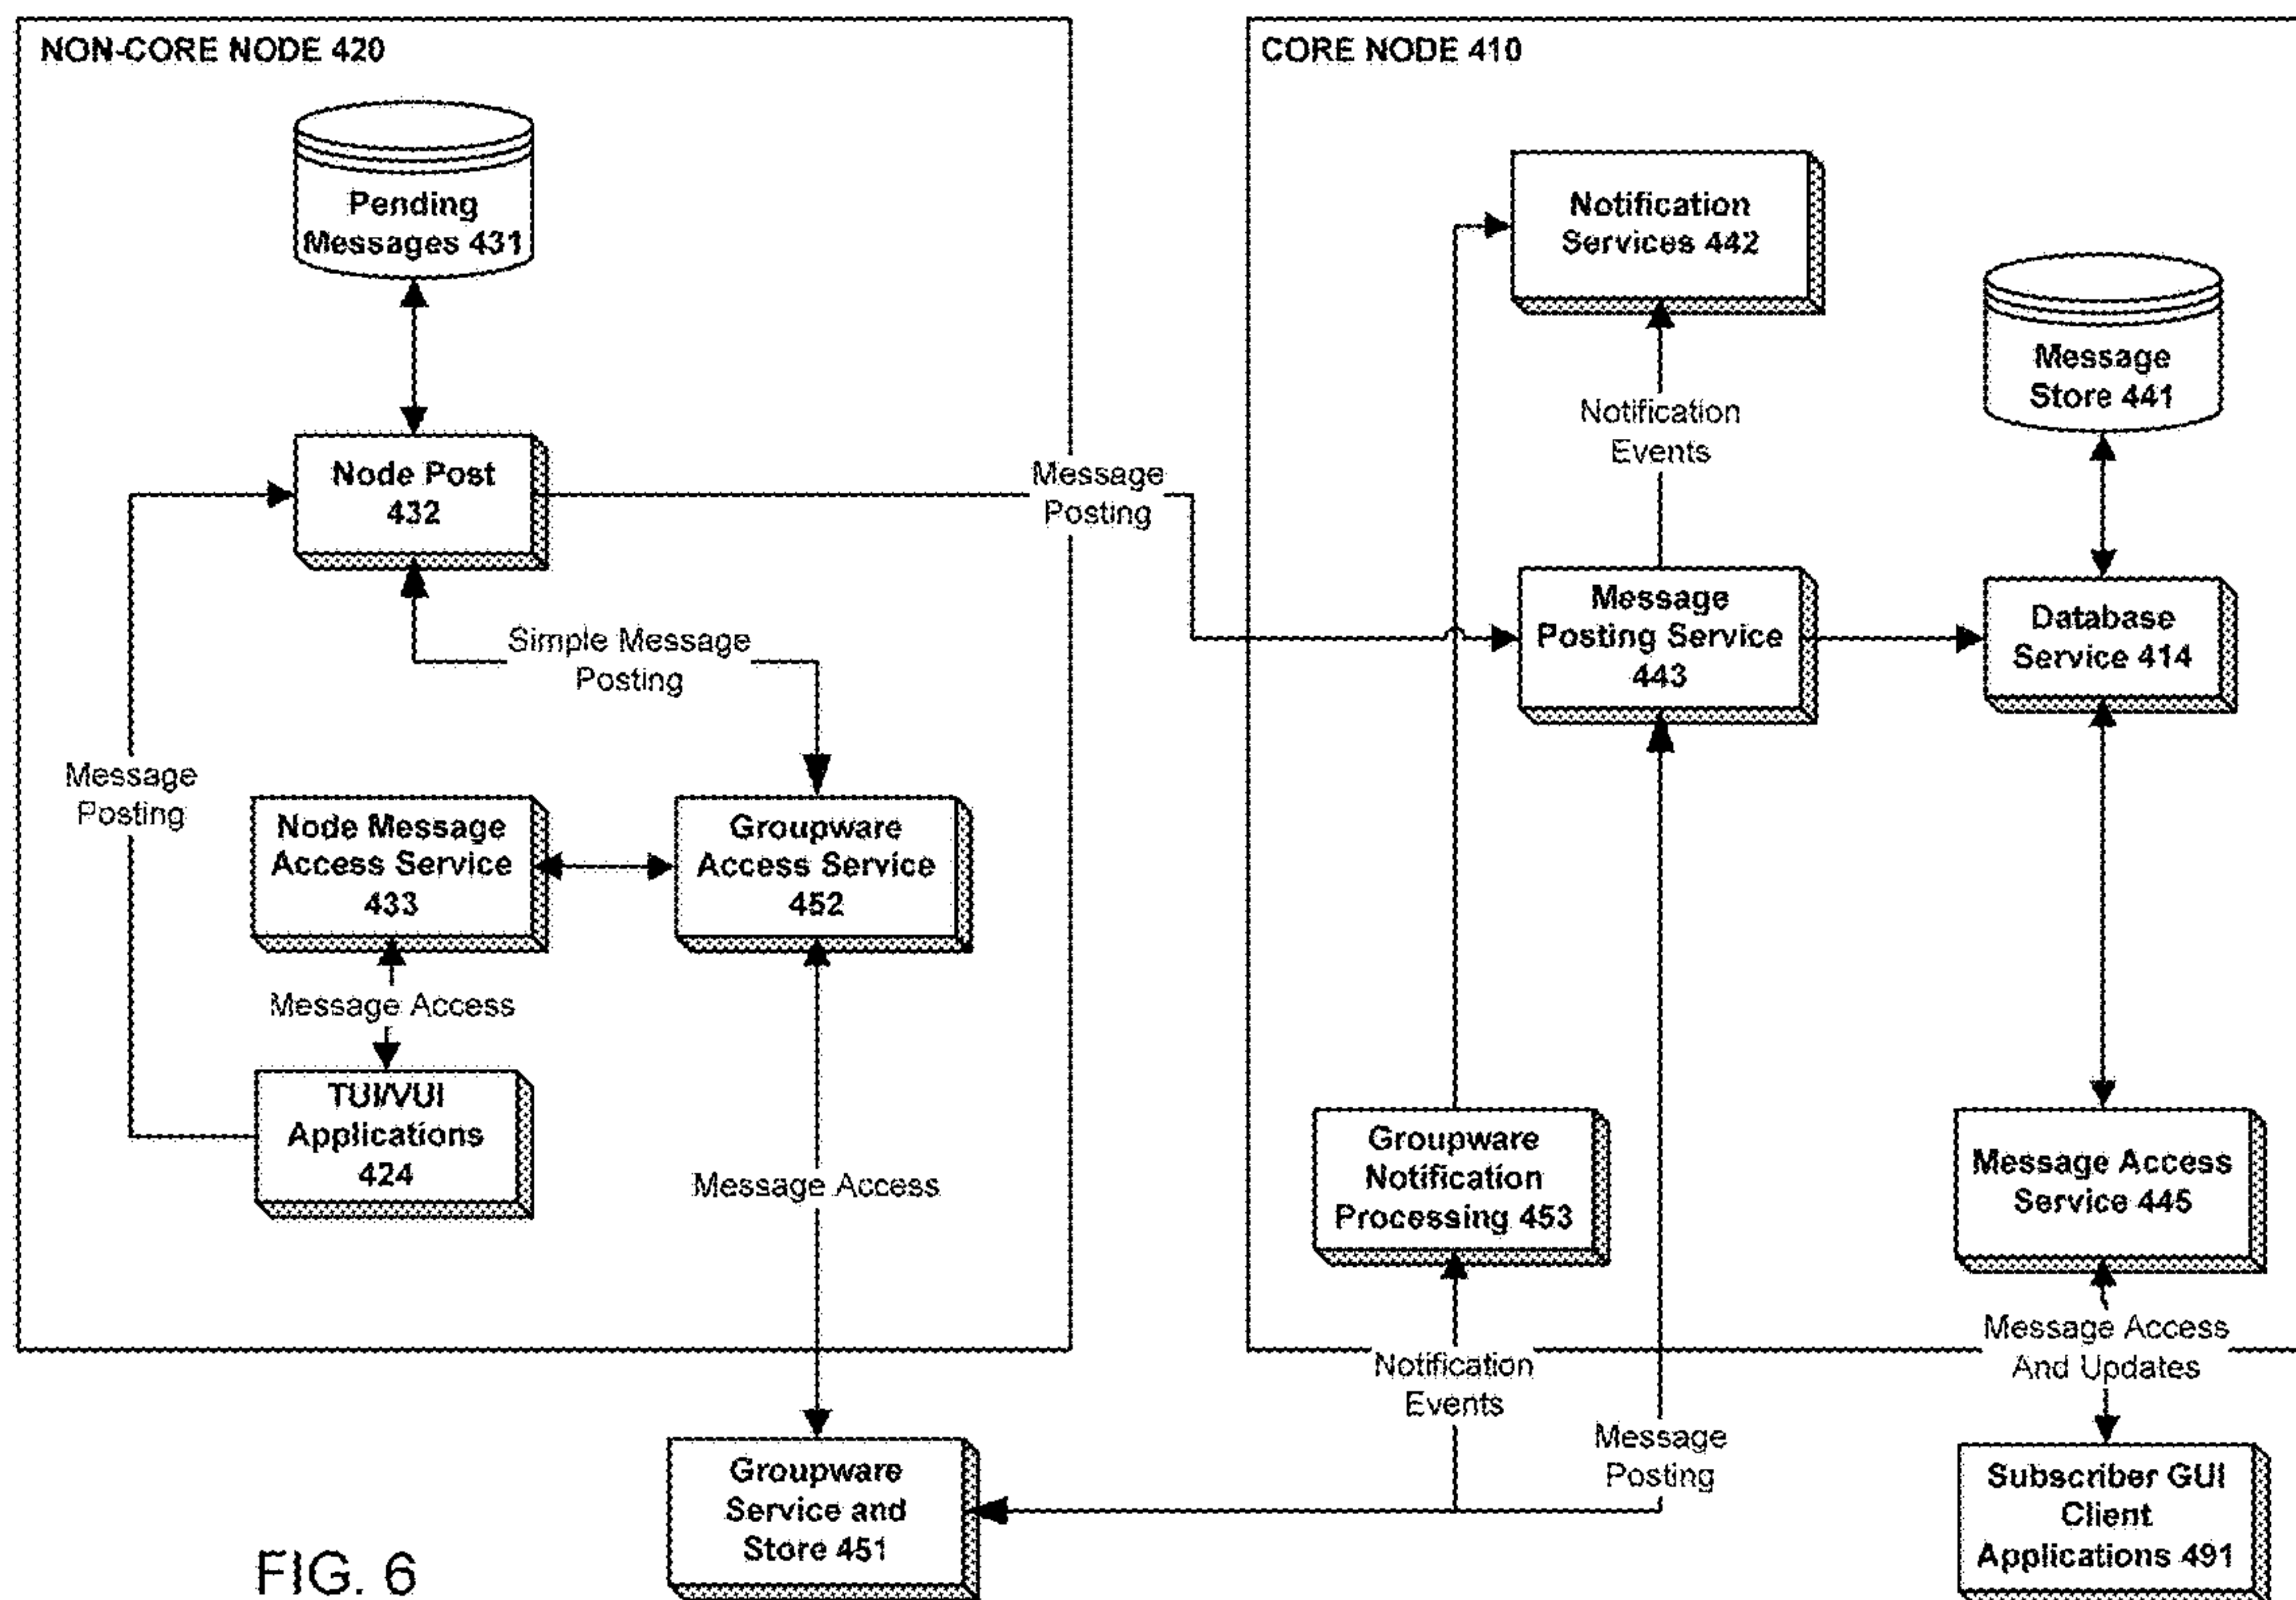 NON-CORE NODE 420
Pending
Messages 431
Node Post
432
Simple Message
Posting
Message
Posting
Node Message
Access Service
433
Groupware
Access Service
452
Message Access
TUI/VUI
Applications
424
Message Access
Message
Posting
CORE NODE 410
Notification
Services 442
Notification
Events
Message
Store 441
Message
Posting Service
443
Database
Service 414
Groupware
Notification
Processing 453
Message Access
Service 445
Notification
Events
Message
Posting
Message Access
And Updates
Groupware
Service and
Store 451
Subscriber GUI
Client
Applications 491
FIG. 6